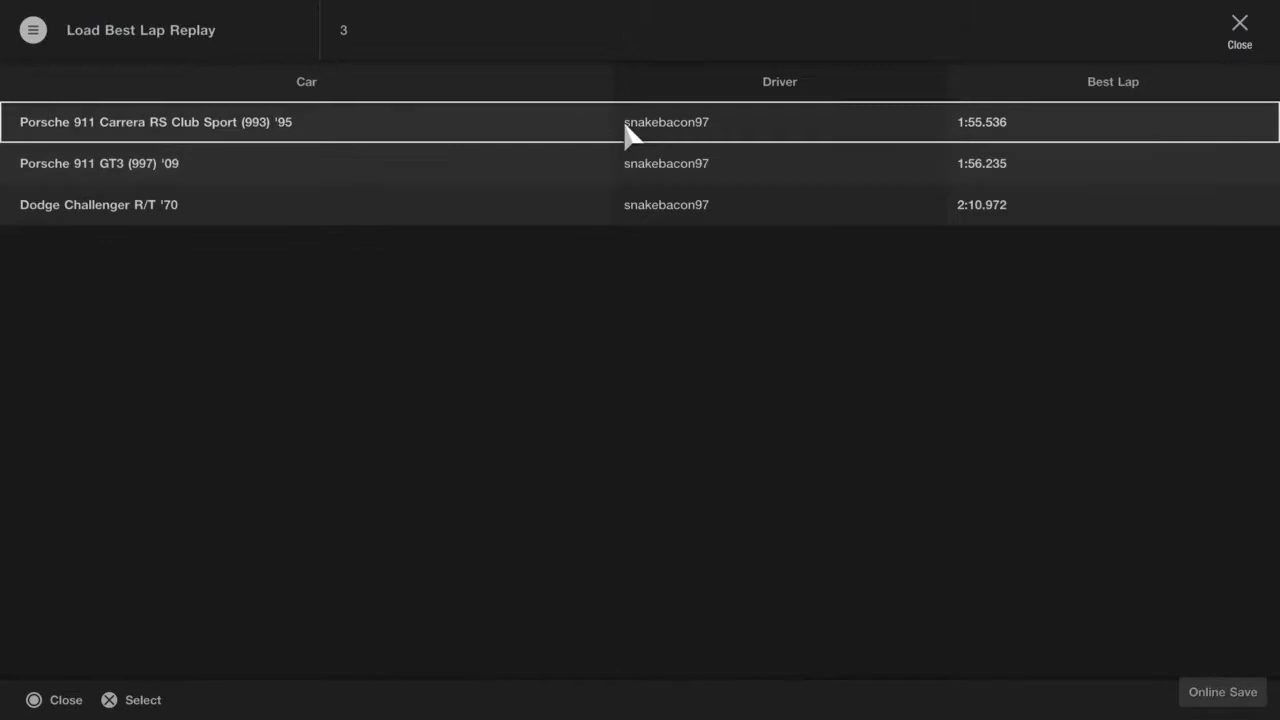 Load Best Lap Replay 3
Close
Car Driver Best Lap
Porsche 911 Carrera RS Club Sport (993) '95 snakebacon97 1:55.536
Porsche 911 GT3 (997) '09 snakebacon97 1:56.235
Dodge Challenger R/T '70 snakebacon97 2:10.972
Close Select Online Save